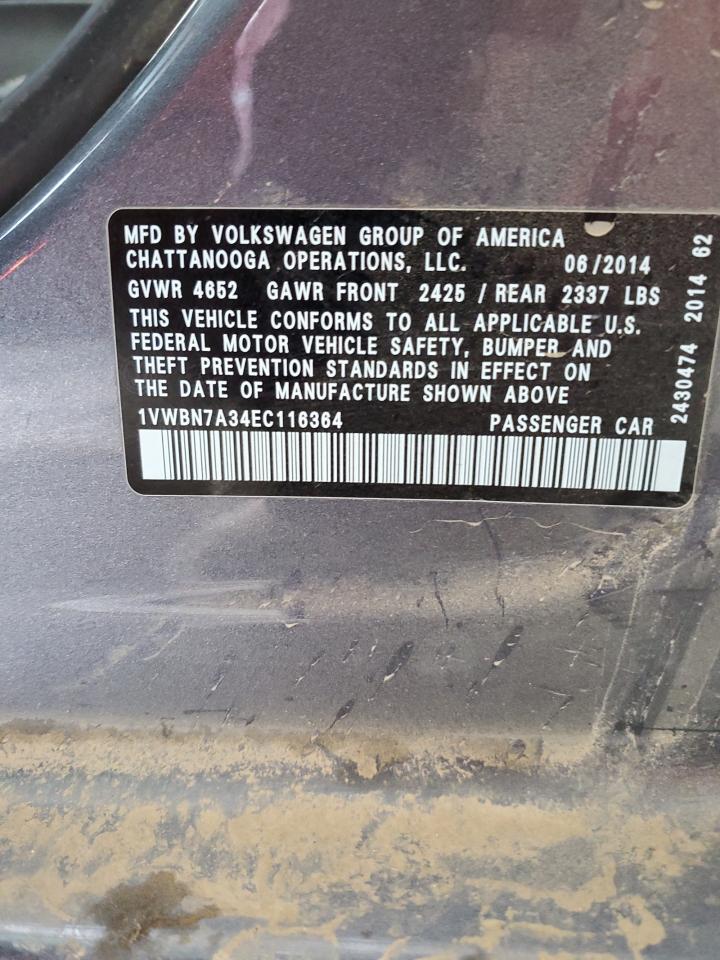 MFD BY VOLKSWAGEN GROUP OF AMERICA
CHATTANOOGA OPERATIONS, LLC. 06/2014
GVWR 4652 GAWR FRONT 2425 / REAR 2337 LBS
THIS VEHICLE CONFORMS TO ALL APPLICABLE U.S.
FEDERAL MOTOR VEHICLE SAFETY, BUMPER AND
THEFT PREVENTION STANDARDS IN EFFECT ON
THE DATE OF MANUFACTURE SHOWN ABOVE
1VWBN7A34EC116364 PASSENGER CAR
2430474 2014 62